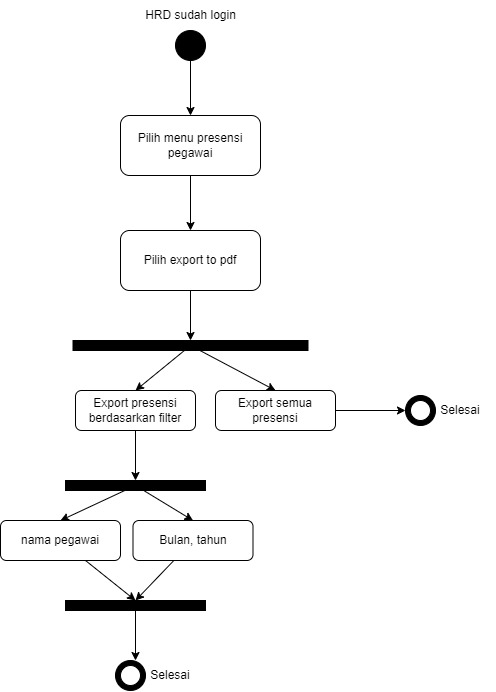 HRD sudah login
Pilih menu presensi
pegawai
Pilih export to pdf
Export presensi
berdasarkan filter
Export semua
presensi
Selesai
nama pegawai
Bulan, tahun
Selesai